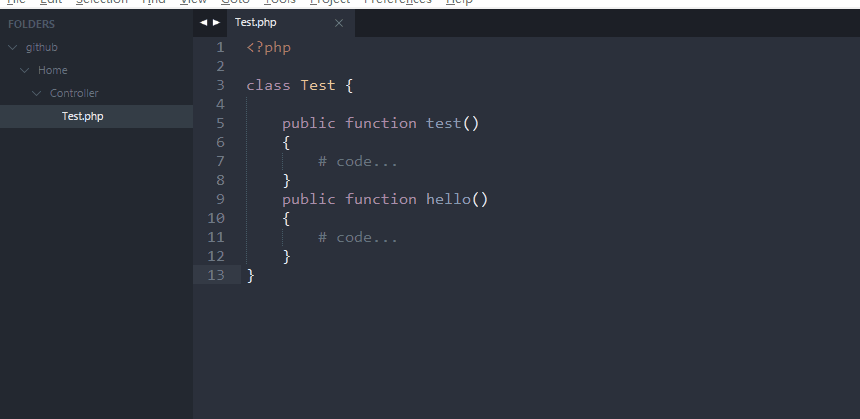 File Edit Selection Find View Goto Tools Project Preferences Help
FOLDERS
github
Home
Controller
Test.php
Test.php
1 <?php
2
3 class Test {
4
5 public function test()
6 {
7 # code...
8 }
9 public function hello()
10 {
11 # code...
12 }
13 }